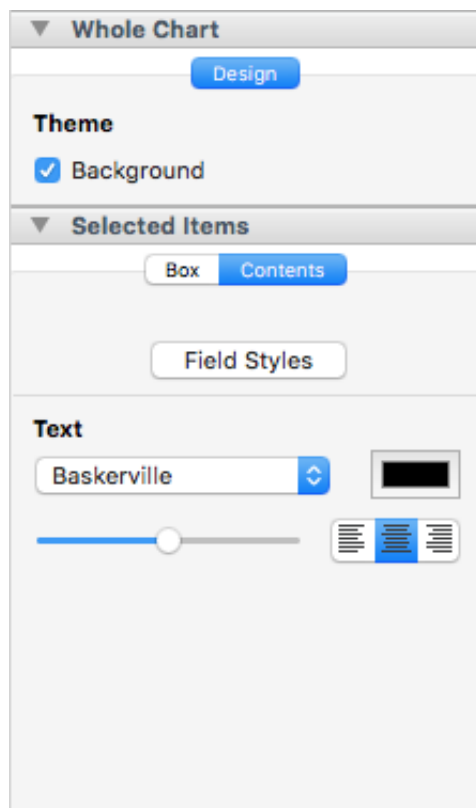 Whole Chart
Design
Theme
Background
Selected Items
Box Contents
Field Styles
Text
Baskerville